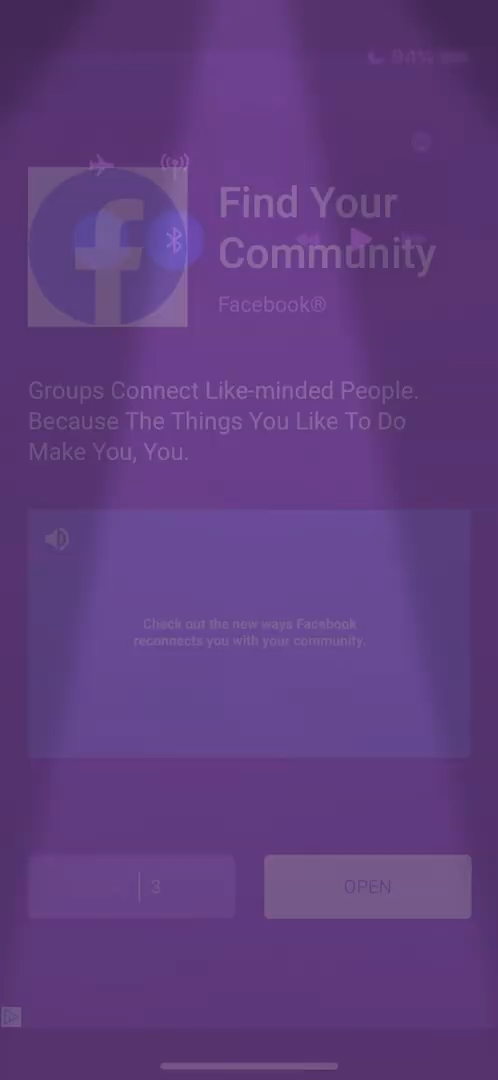 84%
Find Your
Community
Facebook®
Groups Connect Like-minded People.
Because The Things You Like To Do
Make You, You.
Check out the new ways Facebook
reconnects you with your community.
3
OPEN